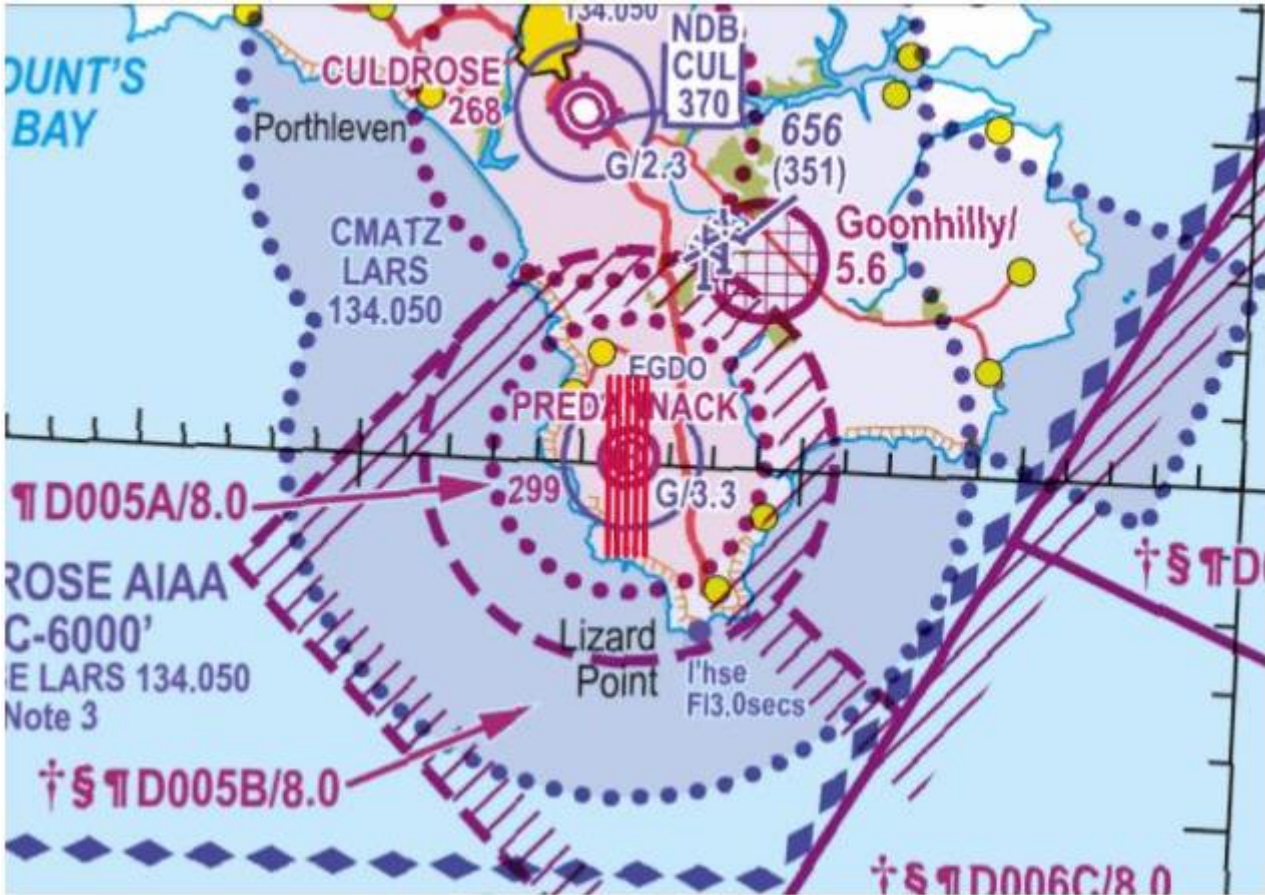 134.050
NDB
CUL
370
OUNT'S
BAY
CULDROSE
268
Porthleven
G/2.3
656
(351)
CMATZ
LARS
134.050
Goonhilly/
5.6
EGDO
PREDANNACK
299
G/3.3
¶ D005A/8.0
ROSE AIAA
C-6000'
E LARS 134.050
Note 3
Lizard
Point
l'hse
Fl3.0secs
† § ¶ D0
† § ¶ D005B/8.0
† § ¶ D006C/8.0